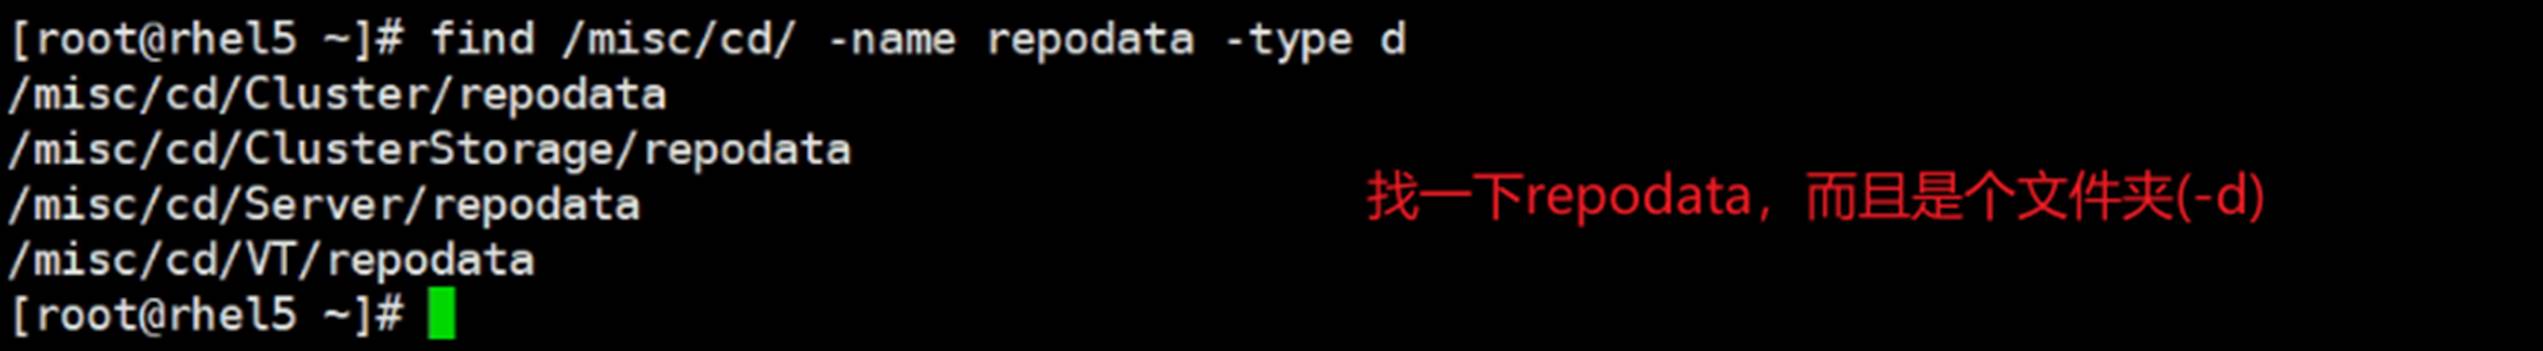 [root@rhel5 ~]# find /misc/cd/ -name repodata -type d
/misc/cd/Cluster/repodata
/misc/cd/ClusterStorage/repodata
/misc/cd/Server/repodata
找一下repodata，而且是个文件夹(-d)
/misc/cd/VT/repodata
[root@rhel5 ~]#